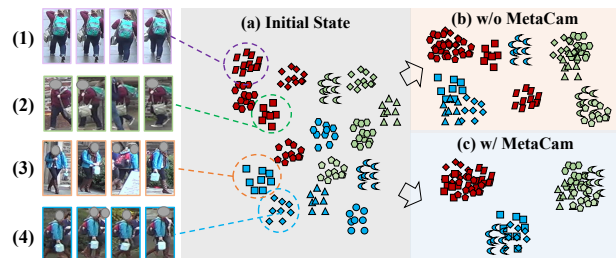 (1)
(2)
(3)
(4)
(a) Initial State
(b) w/o MetaCam
(c) w/ MetaCam